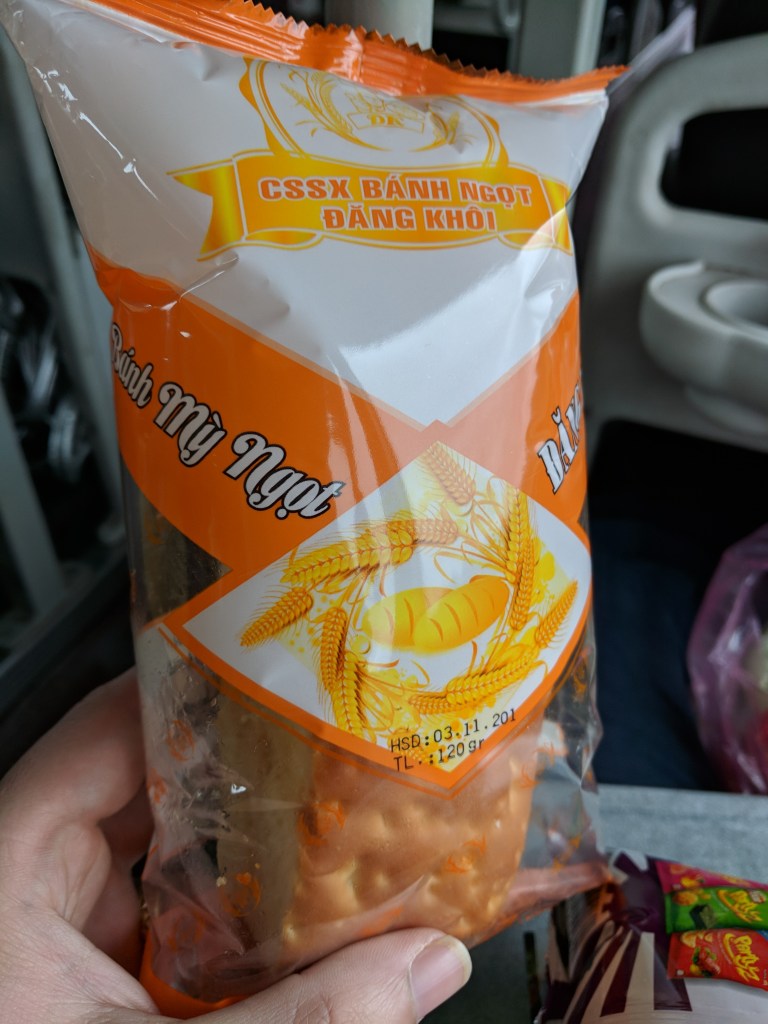 CSSX BÁNH NGỌT
ĐĂNG KHÔI
Bánh Mỳ Ngọt
HSD:03.11.201
TL.:120gr